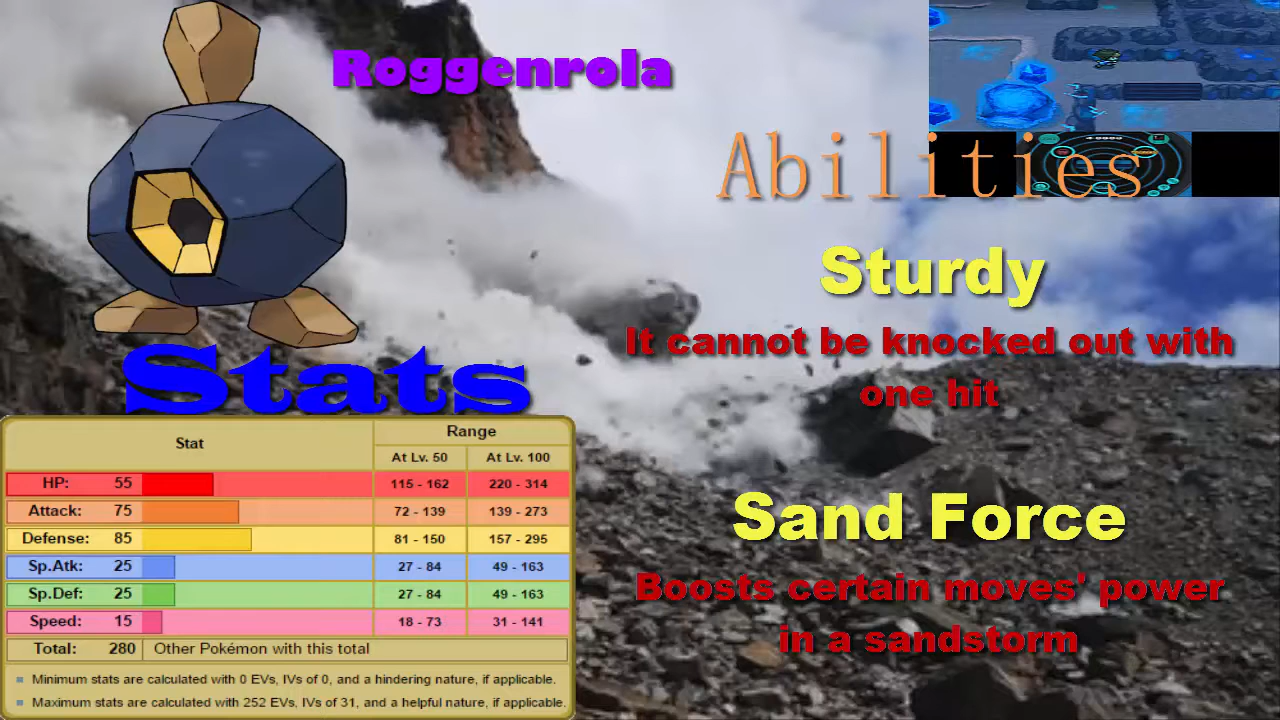 Roggenrola
Abilities
Sturdy
It cannot be knocked out with
one hit
Sand Force
Boosts certain moves' power
in a sandstorm
Stats
Stat Range
At Lv. 50 At Lv. 100
HP: 55 115 - 162 220 - 314
Attack: 75 72 - 139 139 - 273
Defense: 85 81 - 150 157 - 295
Sp.Atk: 25 27 - 84 49 - 163
Sp.Def: 25 27 - 84 49 - 163
Speed: 15 18 - 73 31 - 141
Total: 280 Other Pokémon with this total
Minimum stats are calculated with 0 EVs, IVs of 0, and a hindering nature, if applicable.
Maximum stats are calculated with 252 EVs, IVs of 31, and a helpful nature, if applicable.